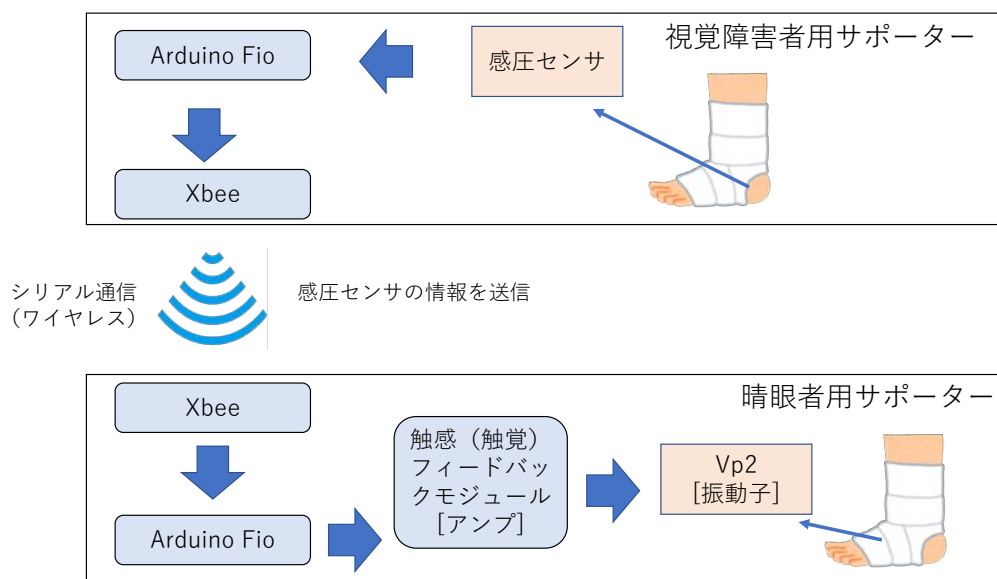 視覚障害者用サポーター
Arduino Fio
感圧センサ
Xbee
シリアル通信
(ワイヤレス)
感圧センサの情報を送信
晴眼者用サポーター
Xbee
触感（触覚）
フィードバッ
クモジュール
[アンプ]
Vp2
[振動子]
Arduino Fio